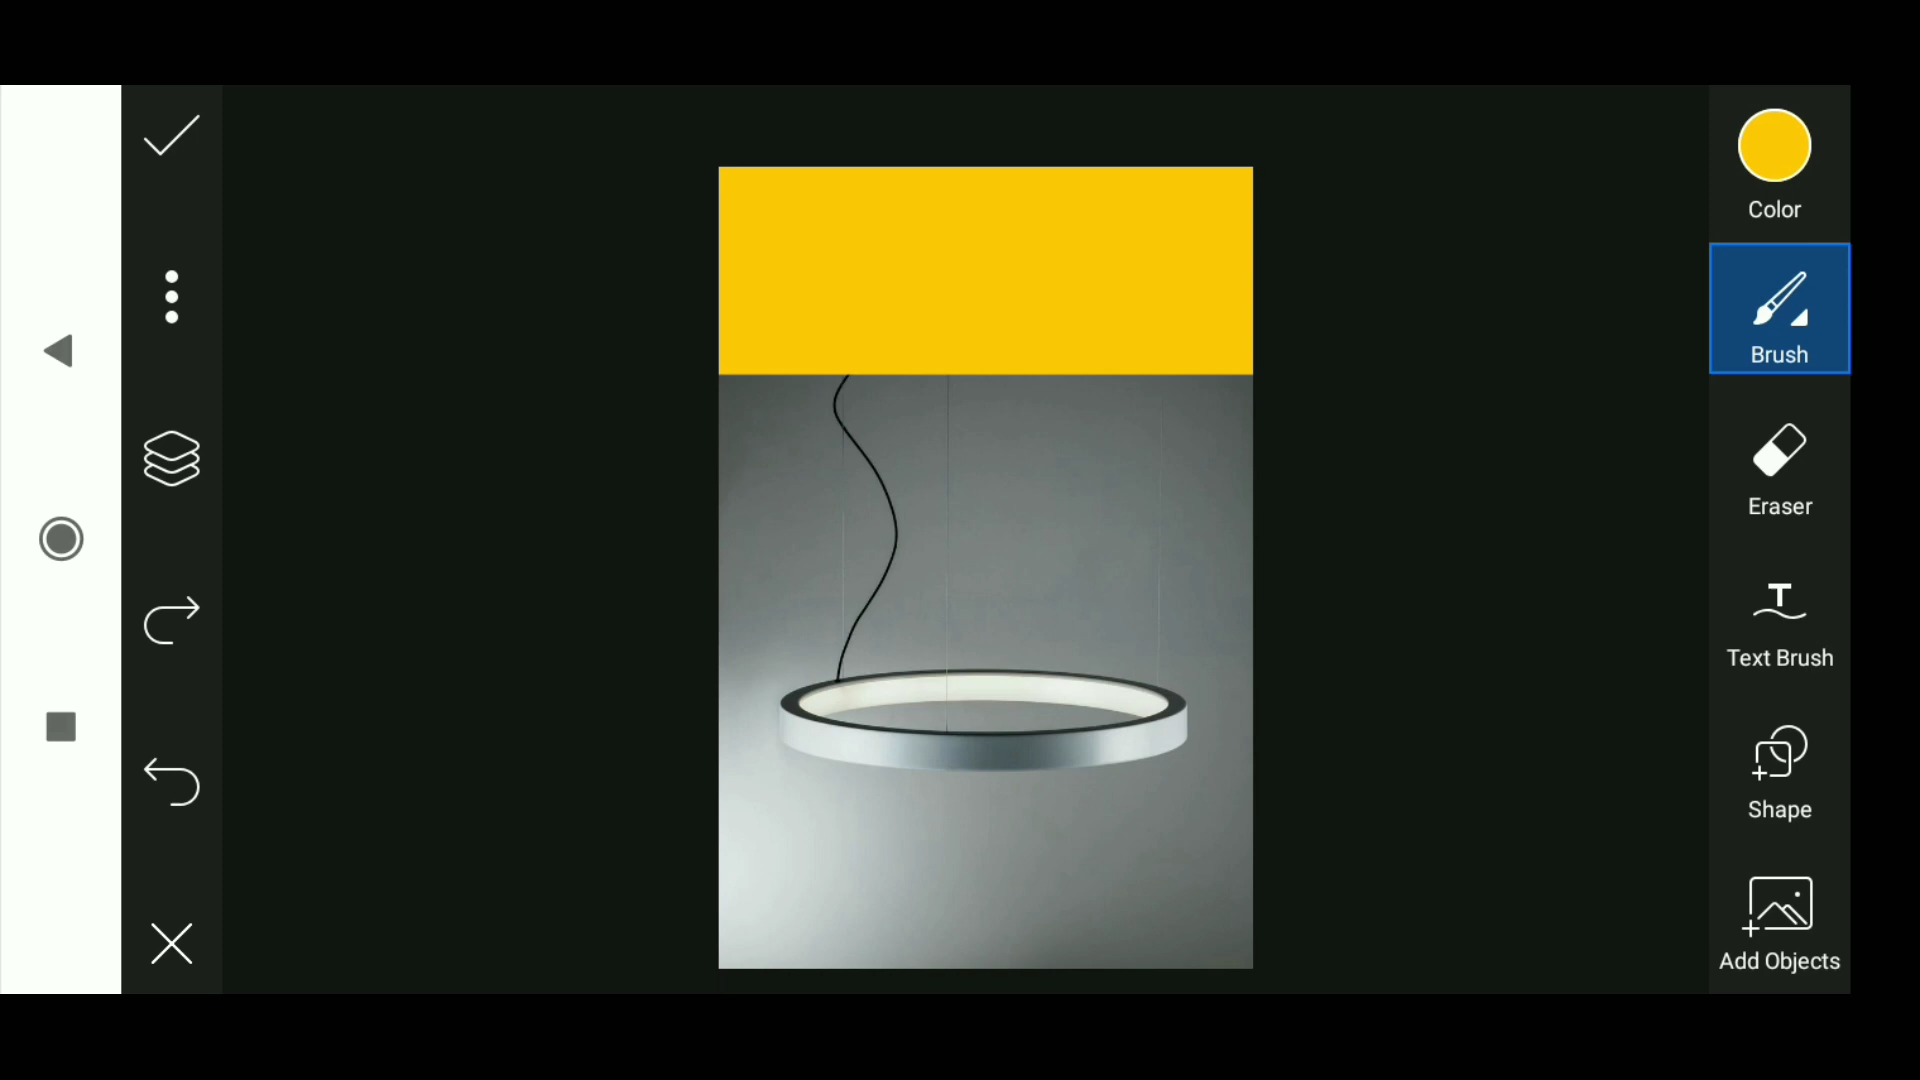 Color
Brush
Eraser
T
Text Brush
Shape
Add Objects